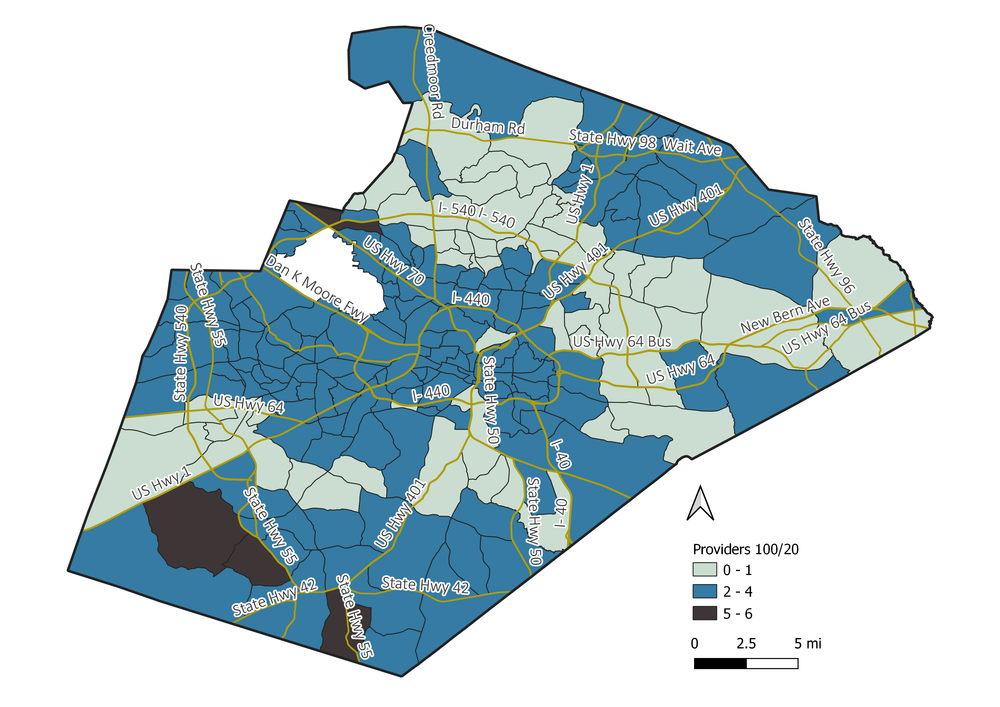 Creedmoor Rd
Durham Rd
State Hwy 98
Wait Ave
US Hwy 1
I- 540
I- 540
US Hwy 401
State Hwy 96
US Hwy 70
US Hwy 401
Dan K Moore Fwy
State Hwy 55
I- 440
New Bern Ave
US Hwy 64 Bus
State Hwy 540
US Hwy 64 Bus
US Hwy 64
State Hwy 50
I- 440
US Hwy 64
I- 40
US Hwy 1
State Hwy 55
US Hwy 401
State Hwy 50
I- 40
State Hwy 42
State Hwy 42
State Hwy 55
Providers 100/20
0 - 1
2 - 4
5 - 6
0 2.5 5 mi